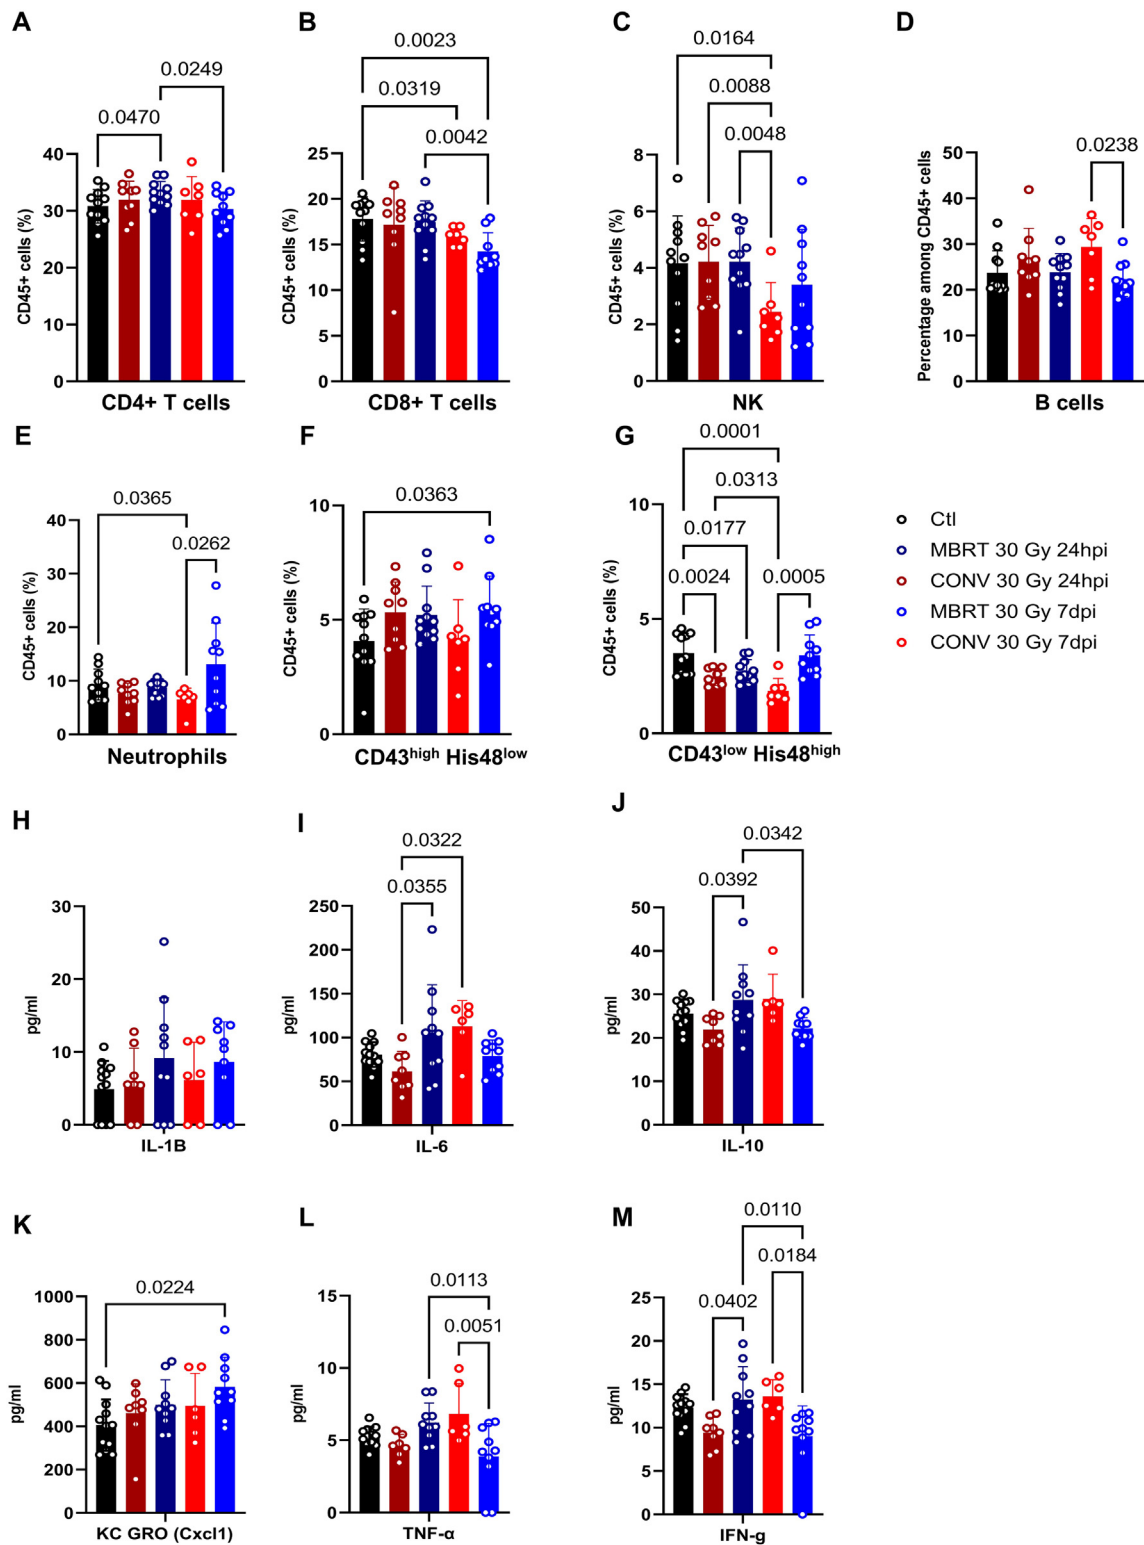 A
B
C
D
0.0249
0.0470
CD45+ cells (%)
40
30
20
10
0
CD4+ T cells
0.0023
0.0319
0.0042
CD45+ cells (%)
25
20
15
10
5
0
CD8+ T cells
0.0164
0.0088
0.0048
CD45+ cells (%)
8
6
4
2
0
NK
0.0238
Percentage among CD45+ cells
50
40
30
20
10
0
B cells
E
F
G
0.0365
0.0262
CD45+ cells (%)
40
30
20
10
0
Neutrophils
0.0363
CD45+ cells (%)
10
5
0
CD43high His48low
0.0001
0.0313
0.0177
0.0024
0.0005
CD45+ cells (%)
10
5
0
CD43low His48high
Ctl
MBRT 30 Gy 24hpi
CONV 30 Gy 24hpi
MBRT 30 Gy 7dpi
CONV 30 Gy 7dpi
H
I
J
pg/ml
30
20
10
0
IL-1B
0.0322
0.0355
pg/ml
250
200
150
100
50
0
IL-6
0.0342
0.0392
pg/ml
50
40
30
20
10
0
IL-10
K
L
M
0.0224
pg/ml
1000
800
600
400
200
0
KC GRO (Cxcl1)
0.0113
0.0051
pg/ml
15
10
5
0
TNF-α
0.0110
0.0184
0.0402
pg/ml
25
20
15
10
5
0
IFN-g